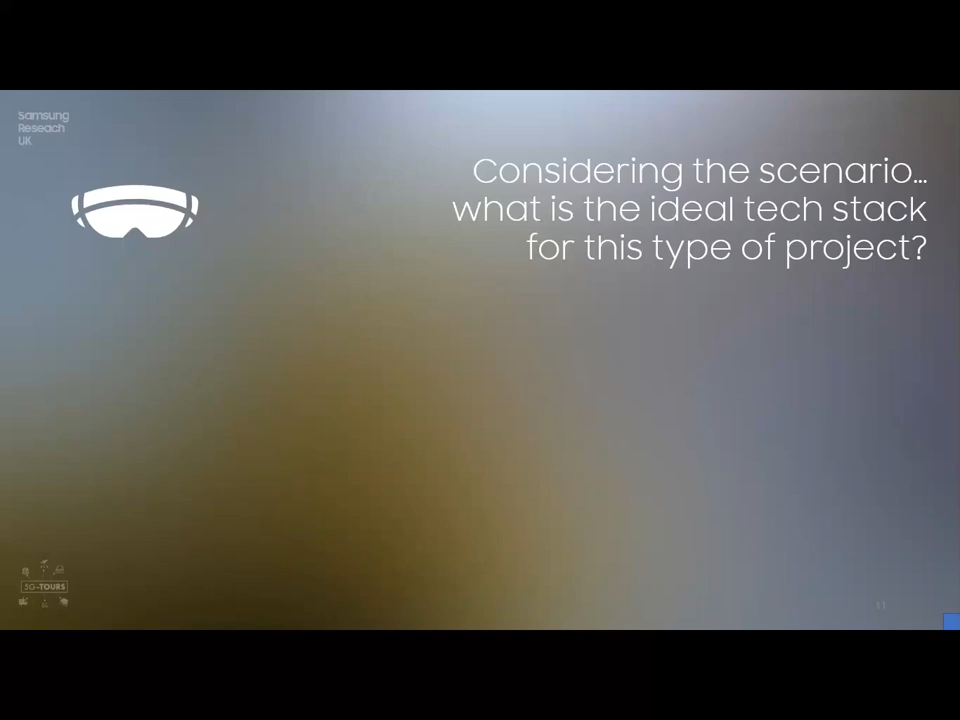 Samsung
Reseach
UK
Considering the scenario...
what is the ideal tech stack
for this type of project?
5G-TOURS
11